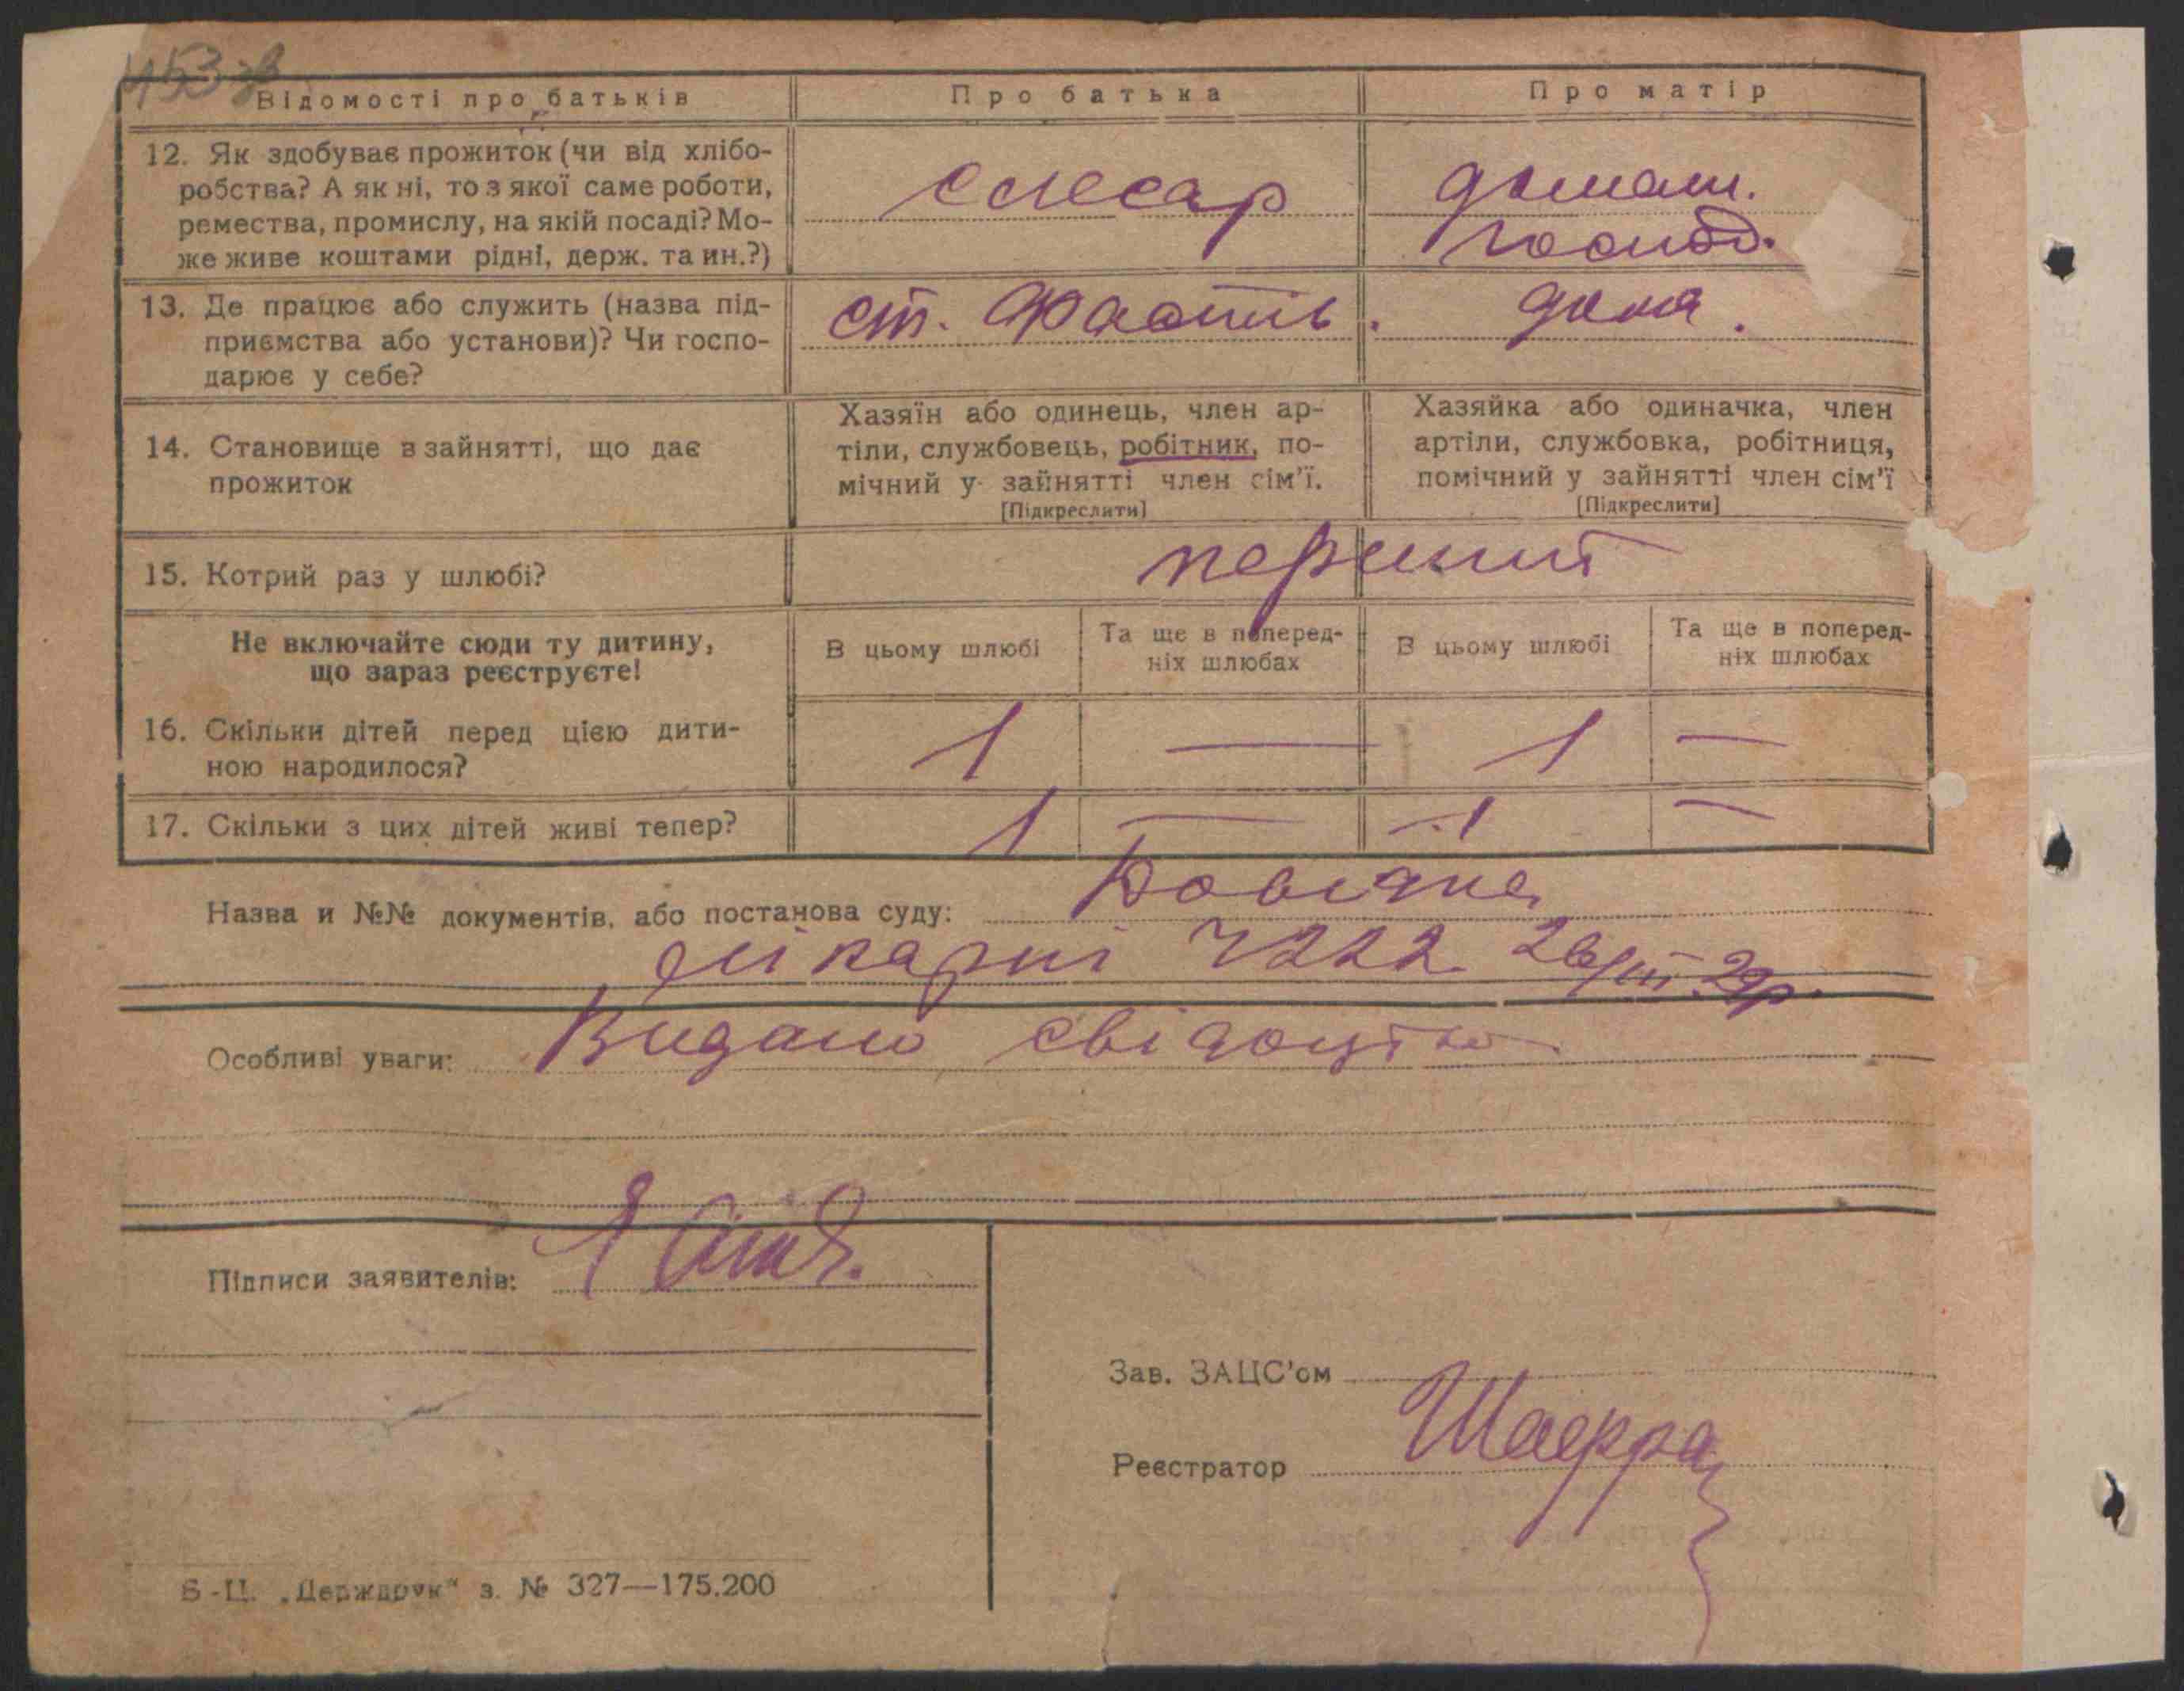 453 зв
Відомості про батьків
Про батька
Про матір
12. Як здобуває прожиток (чи від хлібо-
робства? А як ні, то з якої саме роботи,
ремества, промислу, на якій посаді? Мо-
же живе коштами рідні, держ. та ин.?)
слесар
домаш.
господ.
13. Де працює або служить (назва під-
приємства або установи)? Чи госпо-
дарює у себе?
ст. Фастів.
дома.
14. Становище в зайнятті, що дає
прожиток
Хазяїн або одинець, член ар-
тіли, службовець, робітник, по-
мічний у зайнятті член сім'ї.
[Підкреслити]
Хазяйка або одиначка, член
артіли, службовка, робітниця,
помічний у зайнятті член сім'ї
[Підкреслити]
15. Котрий раз у шлюбі?
перший
Не включайте сюди ту дитину,
що зараз реєструєте!
В цьому шлюбі
Та ще в поперед-
ніх шлюбах
В цьому шлюбі
Та ще в поперед-
ніх шлюбах
16. Скільки дітей перед цією дити-
ною народилося?
1 — 1 —
17. Скільки з цих дітей живі тепер?
1 — 1 —
Назва и №№ документів, або постанова суду: Довідка
лікарні 4222 26/III 29р.
Особливі уваги: Видано свідоцтво.
Підписи заявителів:
Зав. ЗАЦС'ом
Реєстратор
Б-Ц. „Держдрук" з. № 327—175.200